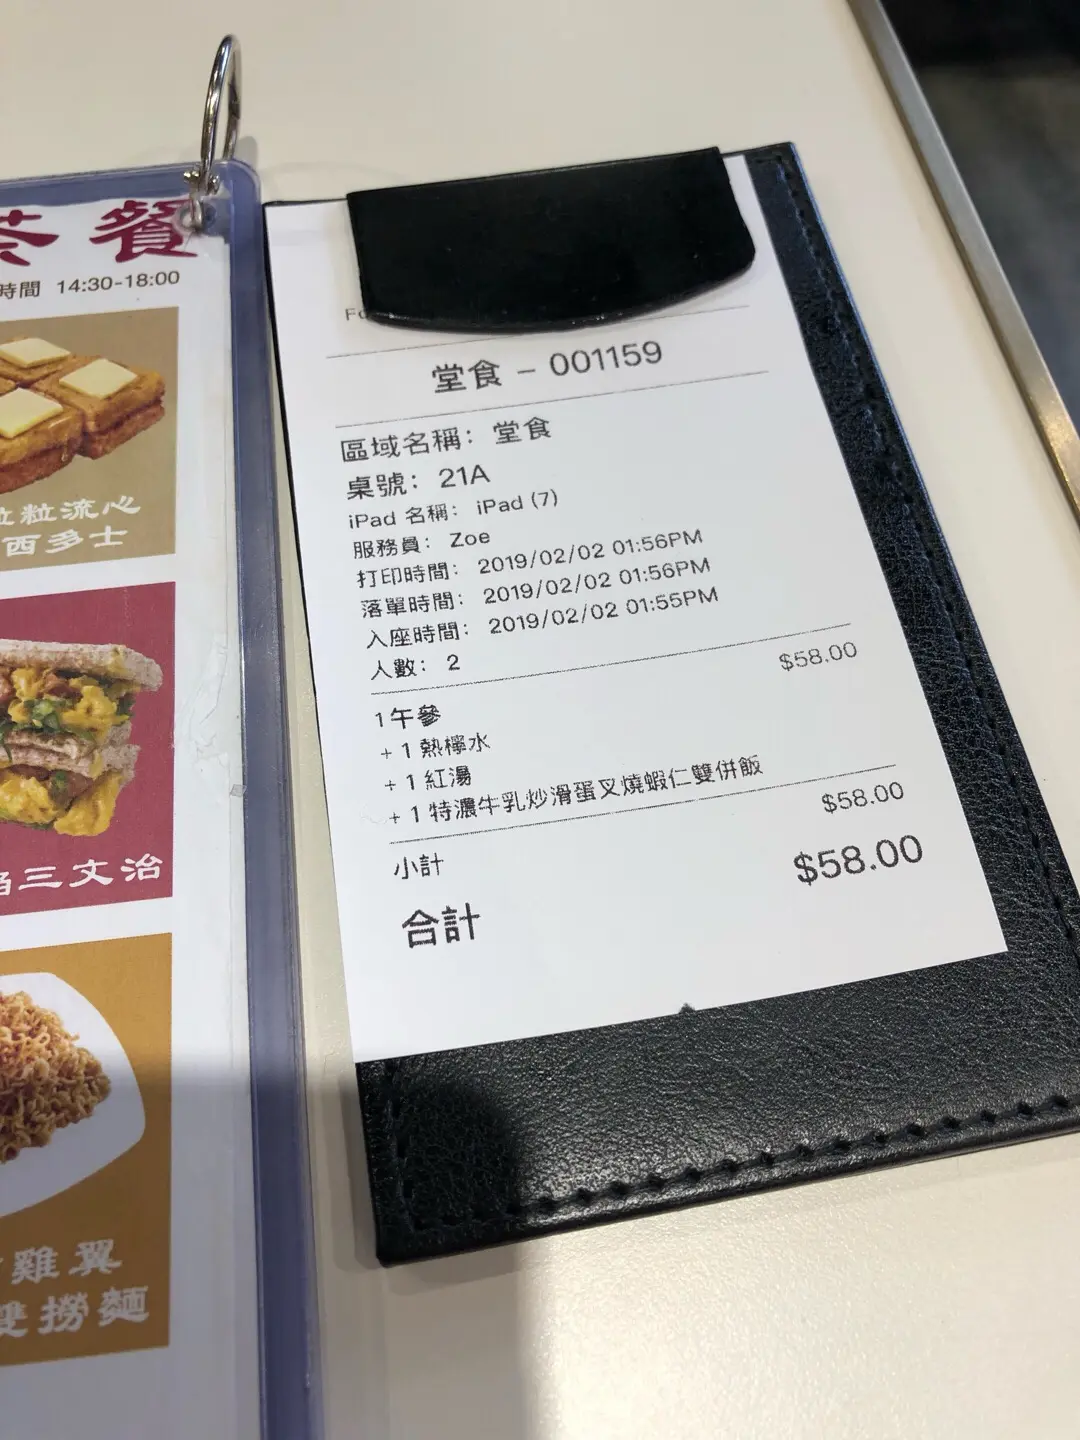 餐
時間 14:30-18:00
粒流心
西多士
三文治
雞翼
雙撈麵
堂食 – 001159
區域名稱： 堂食
桌號： 21A
iPad 名稱： iPad (7)
服務員： Zoe
打印時間： 2019/02/02 01:56PM
落單時間： 2019/02/02 01:56PM
入座時間： 2019/02/02 01:55PM
人數： 2
1 午參 $58.00
+ 1 熱檸水
+ 1 紅湯
+ 1 特濃牛乳炒滑蛋叉燒蝦仁雙併飯
小計 $58.00
合計 $58.00